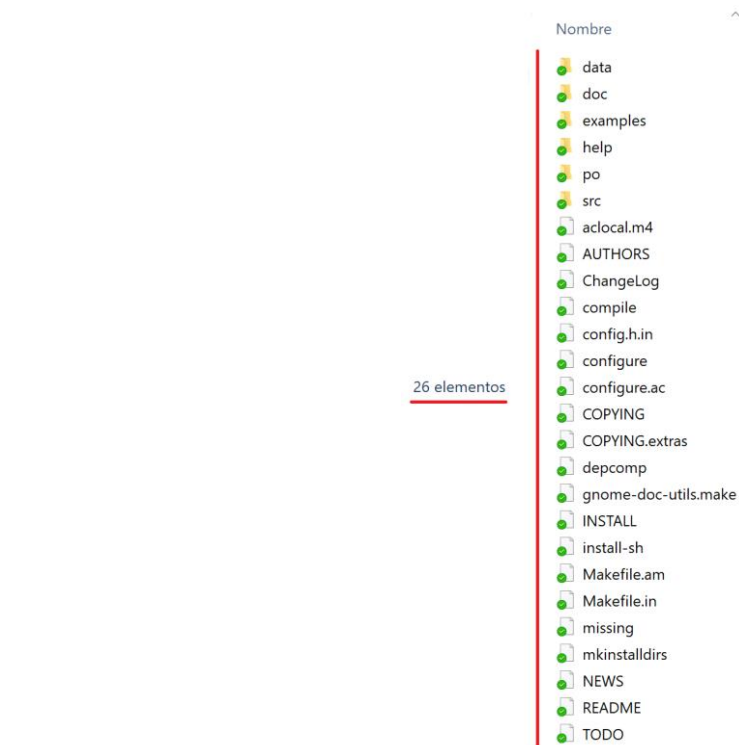 Nombre
data
doc
examples
help
po
src
aclocal.m4
AUTHORS
ChangeLog
compile
config.h.in
configure
26 elementos
configure.ac
COPYING
COPYING.extras
depcomp
gnome-doc-utils.make
INSTALL
install-sh
Makefile.am
Makefile.in
missing
mkinstalldirs
NEWS
README
TODO